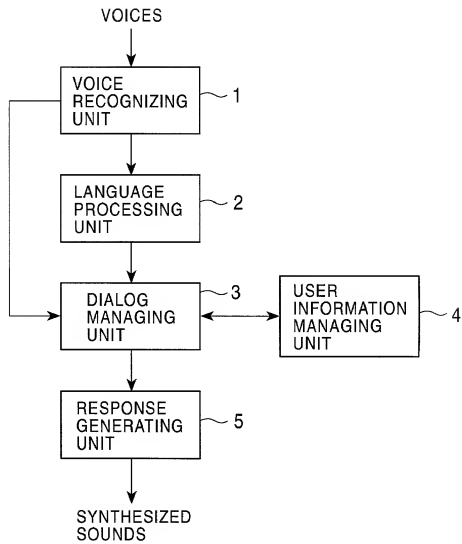 VOICES
VOICE
RECOGNIZING
UNIT
1
LANGUAGE
PROCESSING
UNIT
2
DIALOG
MANAGING
UNIT
3
USER
INFORMATION
MANAGING
UNIT
4
RESPONSE
GENERATING
UNIT
5
SYNTHESIZED
SOUNDS